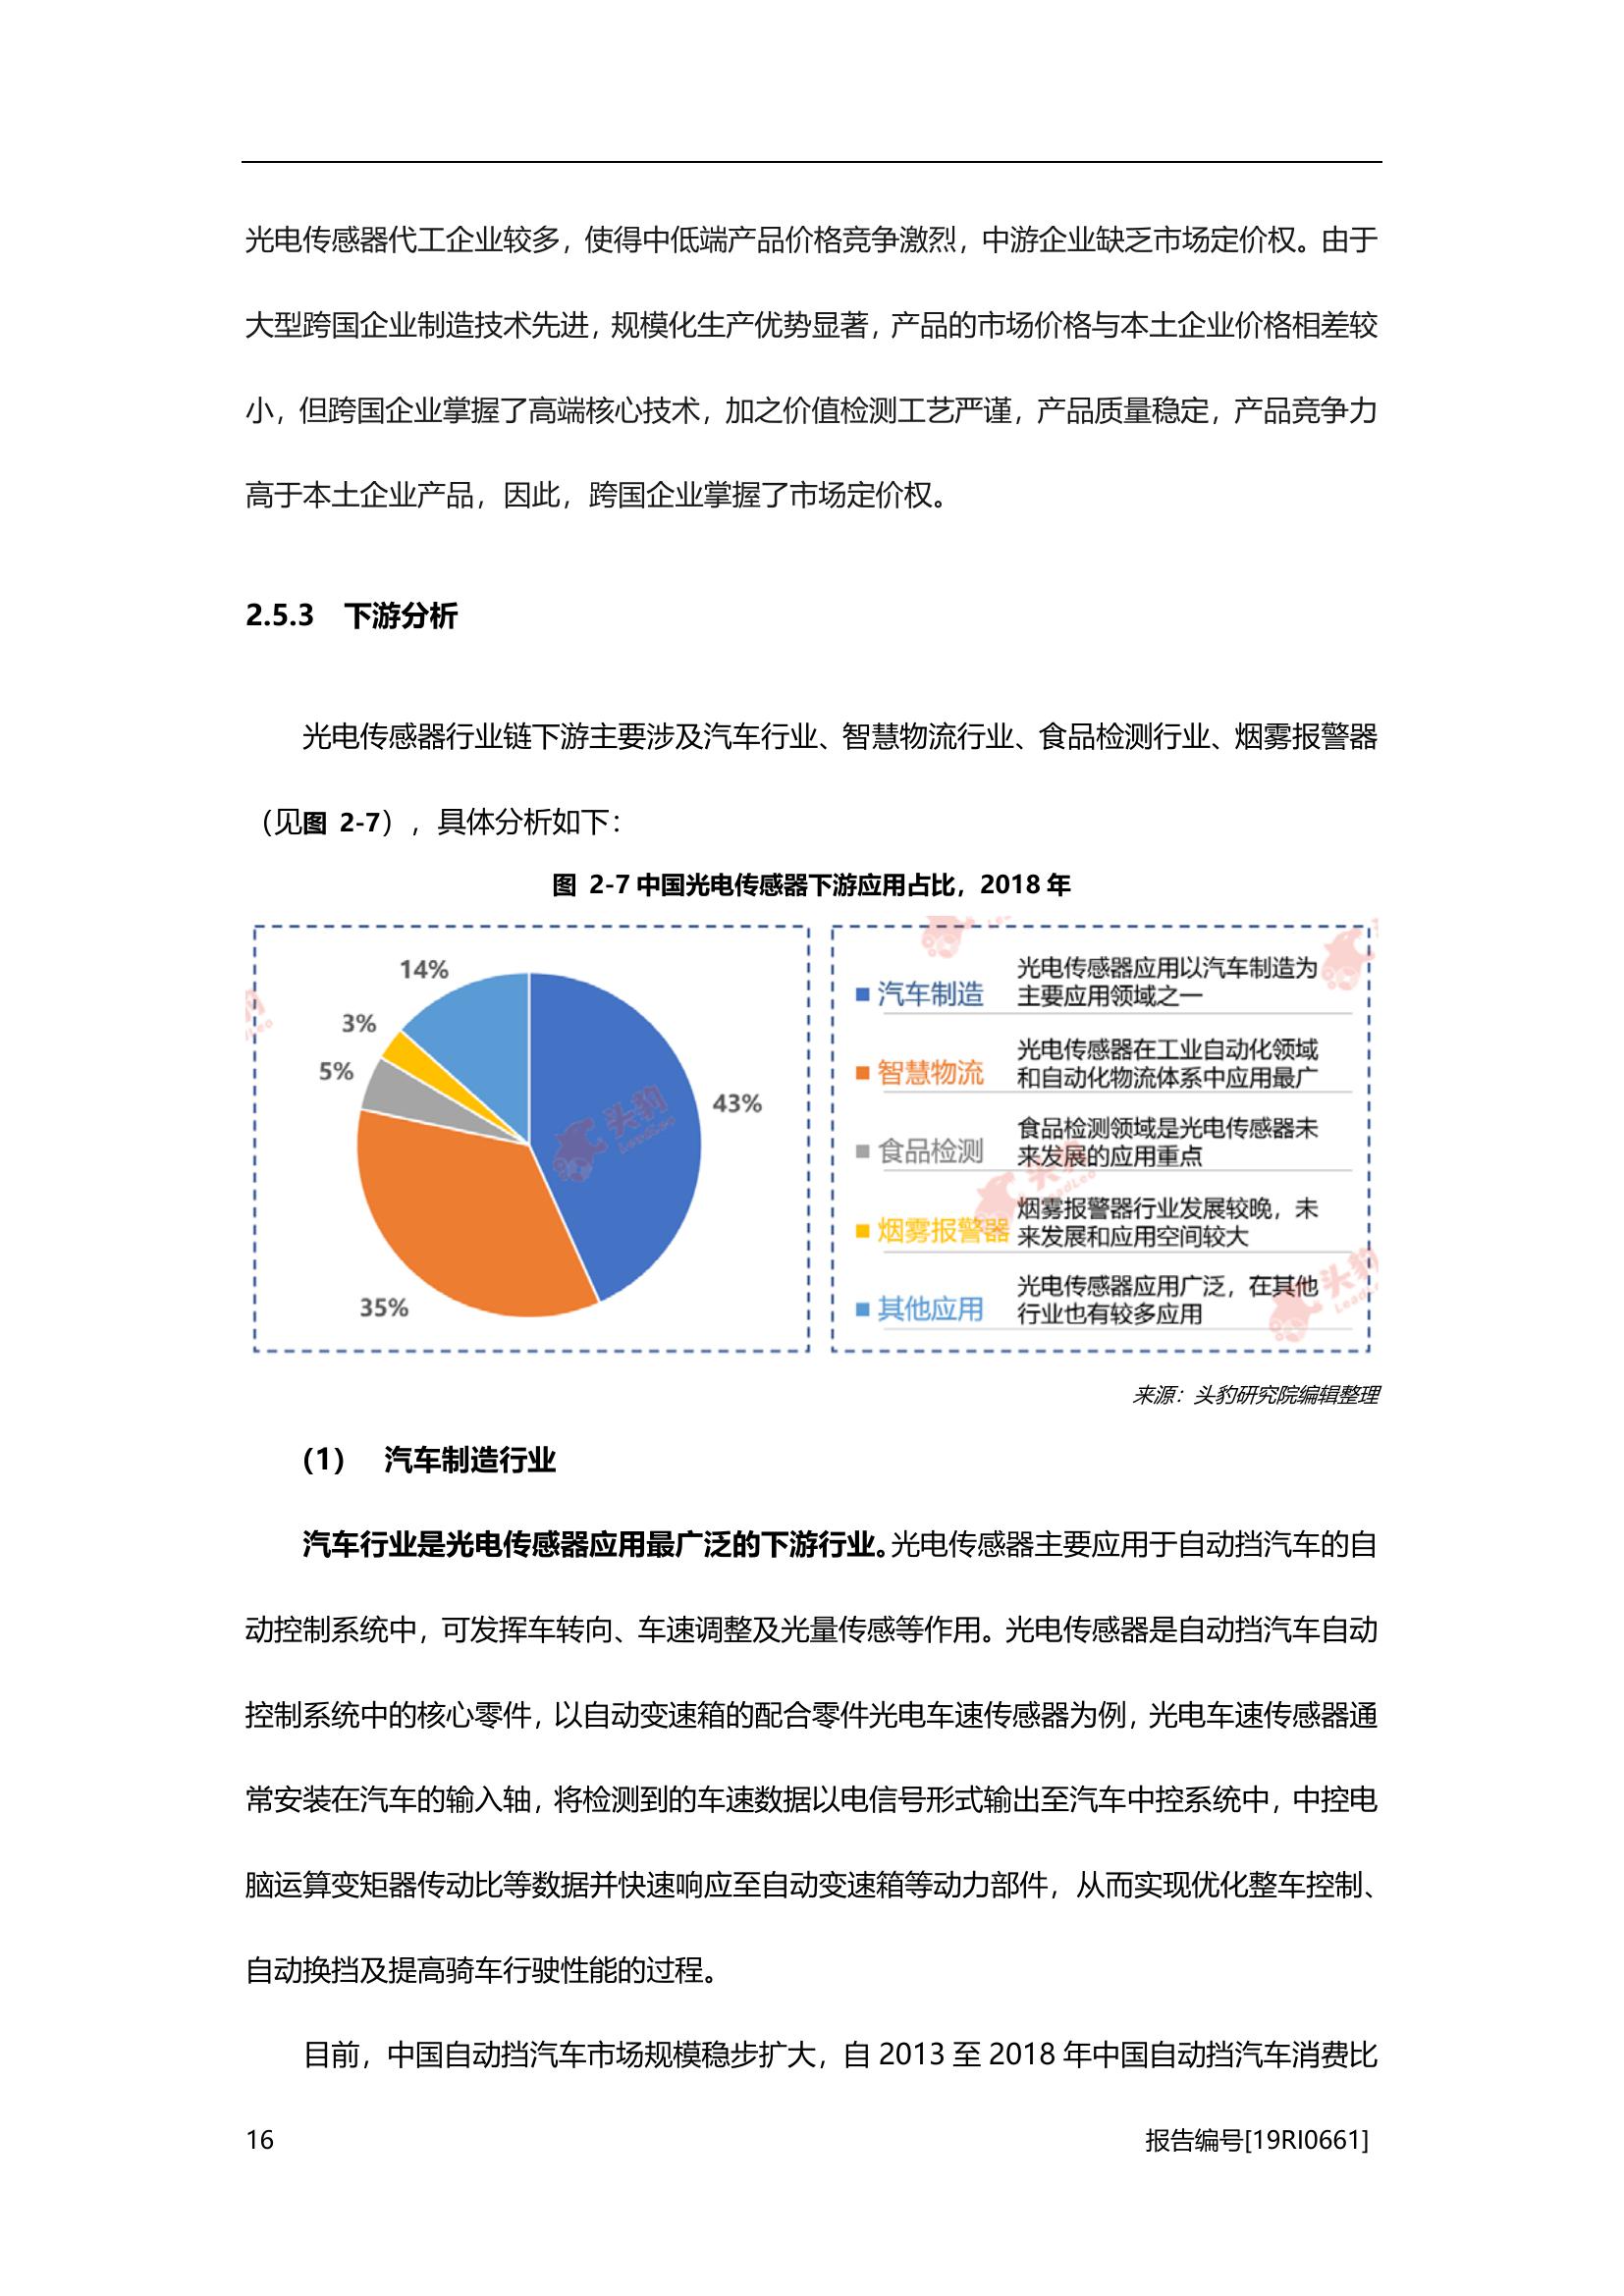 光电传感器代工企业较多，使得中低端产品价格竞争激烈，中游企业缺乏市场定价权。由于
大型跨国企业制造技术先进，规模化生产优势显著，产品的市场价格与本土企业价格相差较
小，但跨国企业掌握了高端核心技术，加之价值检测工艺严谨，产品质量稳定，产品竞争力
高于本土企业产品，因此，跨国企业掌握了市场定价权。
2.5.3 下游分析
光电传感器行业链下游主要涉及汽车行业、智慧物流行业、食品检测行业、烟雾报警器
（见图 2-7），具体分析如下：
图 2-7 中国光电传感器下游应用占比，2018 年
14%
3%
5%
43%
35%
汽车制造
光电传感器应用以汽车制造为
主要应用领域之一
智慧物流
光电传感器在工业自动化领域
和自动化物流体系中应用最广
食品检测
食品检测领域是光电传感器未
来发展的应用重点
烟雾报警器
烟雾报警器行业发展较晚，未
来发展和应用空间较大
其他应用
光电传感器应用广泛，在其他
行业也有较多应用
头豹
LeadLeo
头豹
LeadLeo
头豹
来源：头豹研究院编辑整理
（1） 汽车制造行业
汽车行业是光电传感器应用最广泛的下游行业。光电传感器主要应用于自动挡汽车的自
动控制系统中，可发挥车转向、车速调整及光量传感等作用。光电传感器是自动挡汽车自动
控制系统中的核心零件，以自动变速箱的配合零件光电车速传感器为例，光电车速传感器通
常安装在汽车的输入轴，将检测到的车速数据以电信号形式输出至汽车中控系统中，中控电
脑运算变矩器传动比等数据并快速响应至自动变速箱等动力部件，从而实现优化整车控制、
自动换挡及提高骑车行驶性能的过程。
目前，中国自动挡汽车市场规模稳步扩大，自 2013 至 2018 年中国自动挡汽车消费比
16
报告编号[19RI0661]